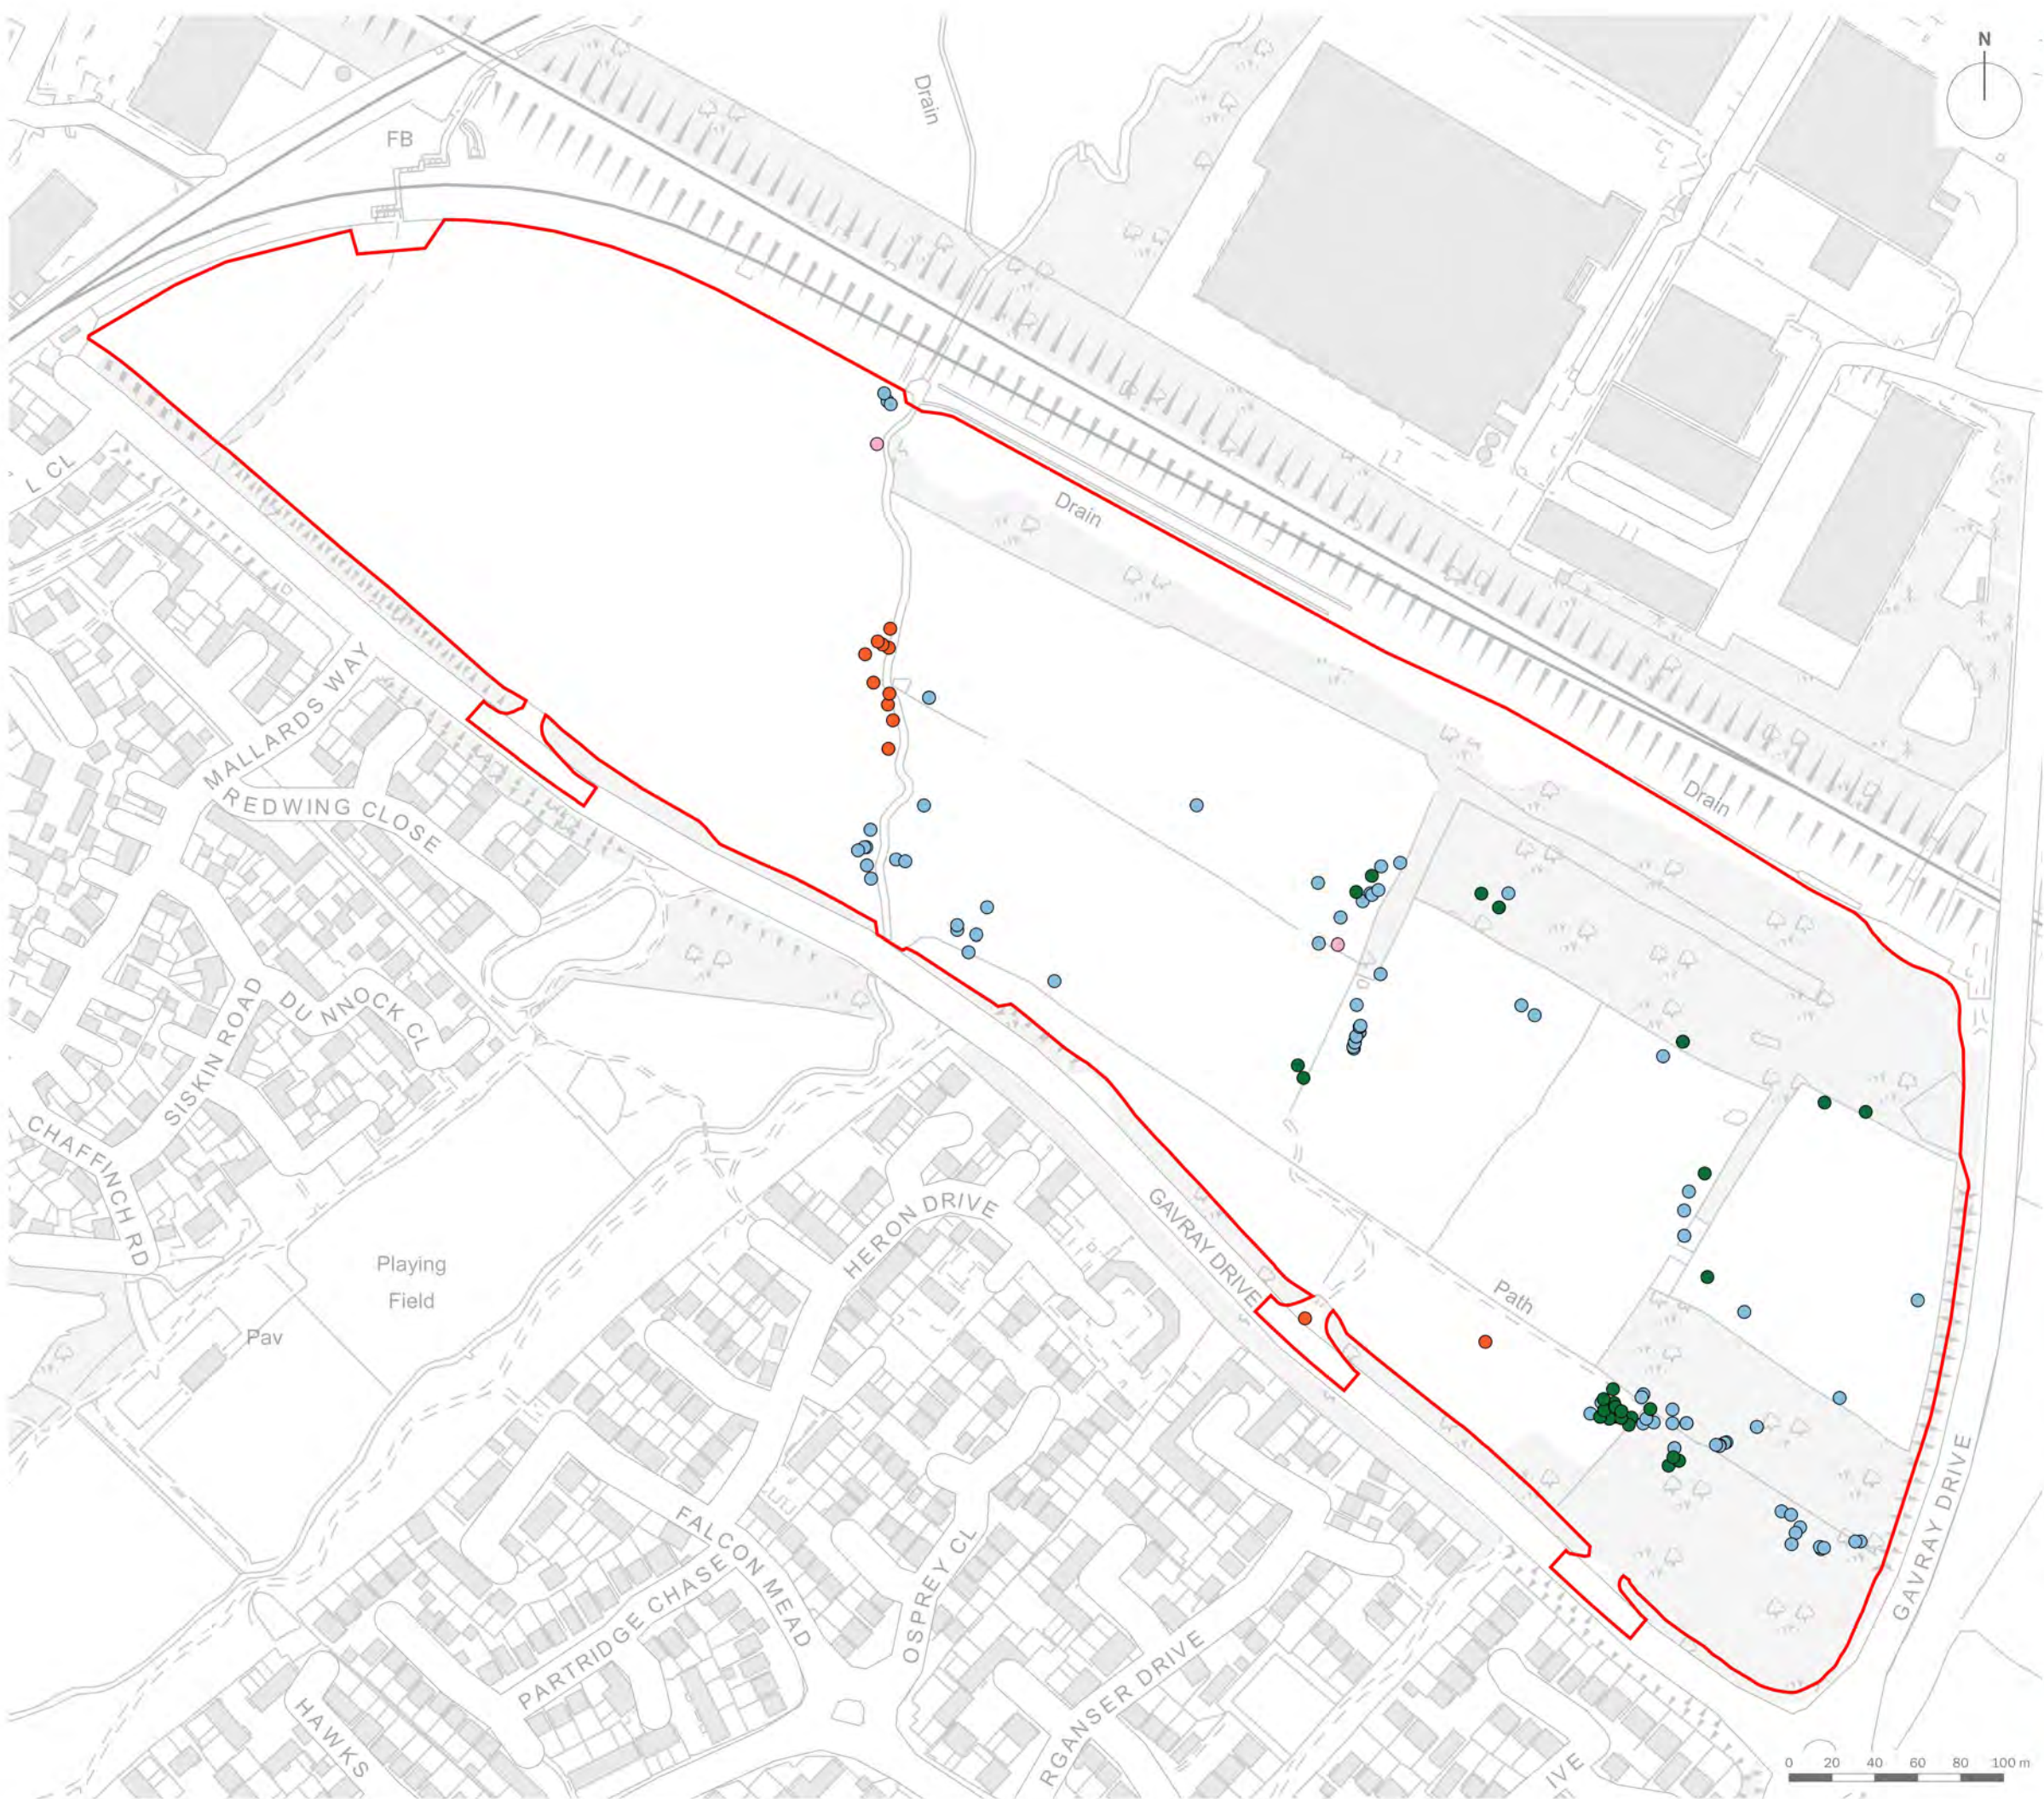 N
Drain
FB
L CL
Drain
MALLARDS WAY
REDWING CLOSE
Drain
DUNNOCK CL
SISKIN ROAD
CHAFFINCH RD
HERON DRIVE
GAVRAY DRIVE
Playing
Field
Path
Pav
GAVRAY DRIVE
FALCON MEAD
OSPREY CL
PARTRIDGE CHASE
RGANSER DRIVE
HAWKS
IVE
0 20 40 60 80 100 m